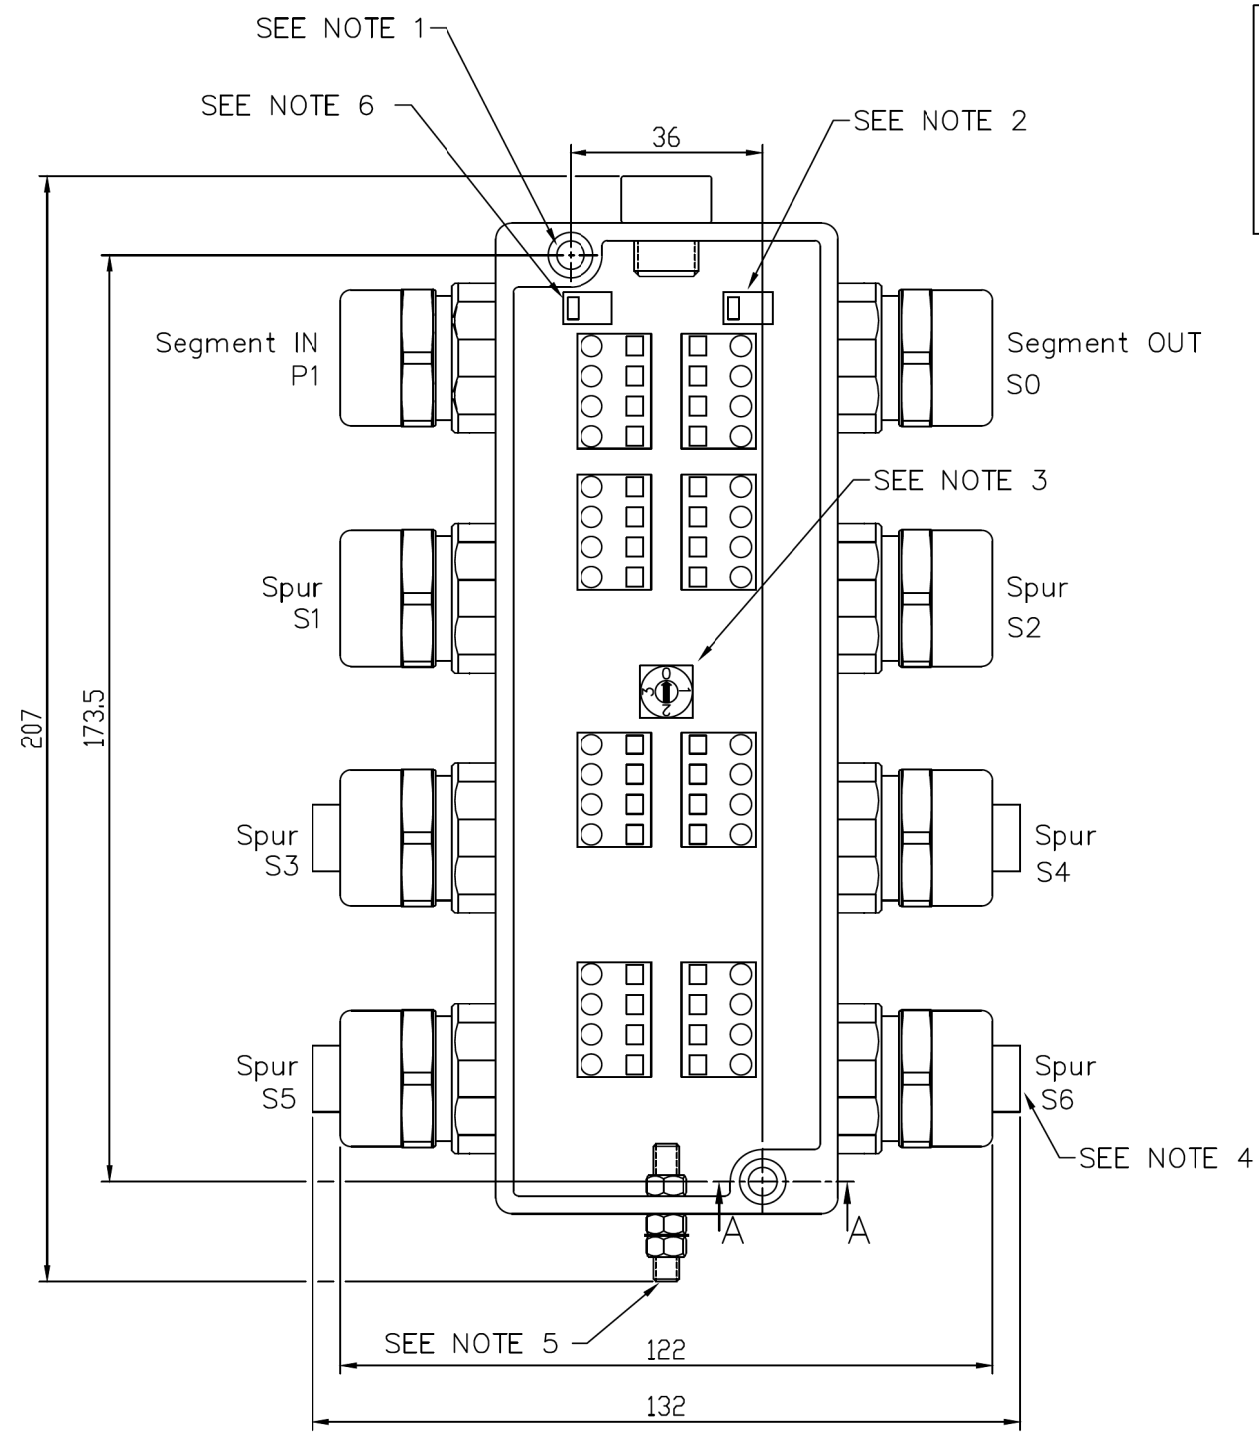 SEE NOTE 1
SEE NOTE 6
SEE NOTE 2
36
Segment IN
P1
Segment OUT
S0
SEE NOTE 3
Spur
S1
Spur
S2
0
1
2
3
207
173.5
Spur
S3
Spur
S4
Spur
S5
Spur
S6
SEE NOTE 4
A
A
SEE NOTE 5
122
132